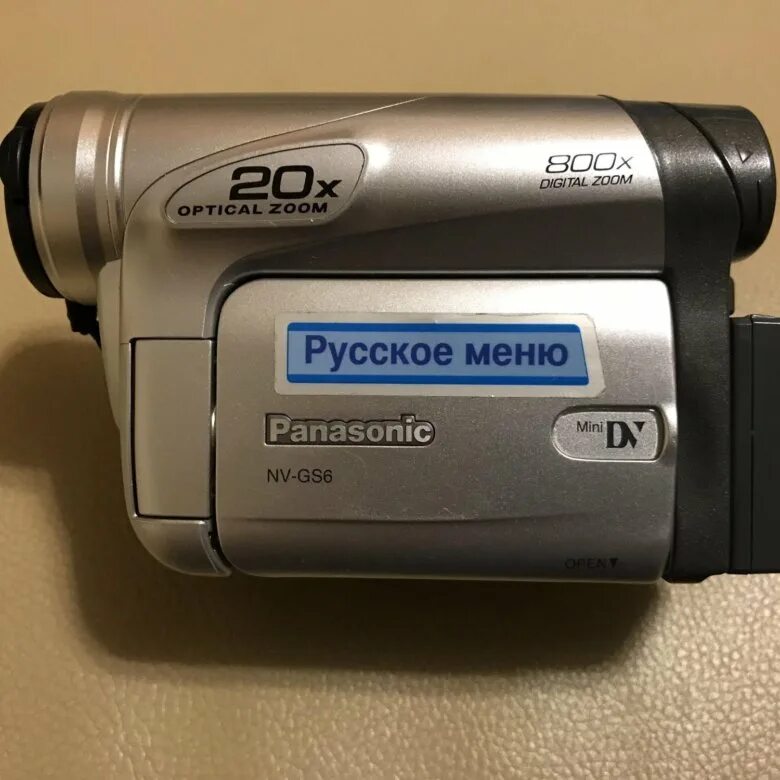 20x
OPTICAL ZOOM
800x
DIGITAL ZOOM
Русское меню
Panasonic
Mini DV
NV-GS6
OPEN